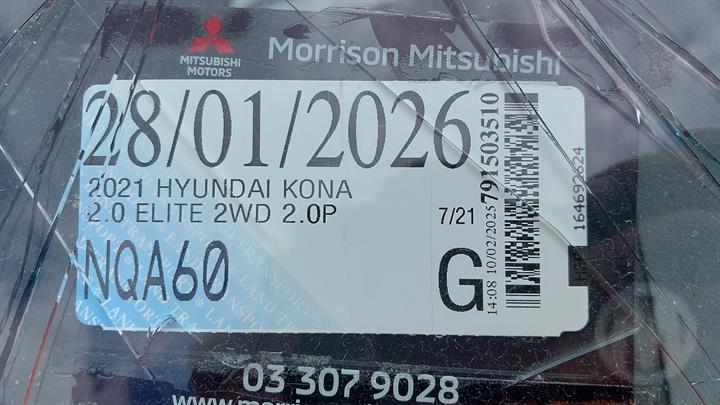 MITSUBISHI
MOTORS
Morrison Mitsubishi
28/01/2026
2021 HYUNDAI KONA
2.0 ELITE 2WD 2.0P
7/21
NQA60
G
14:08 10/02/2025
791503510
164692624
03 307 9028